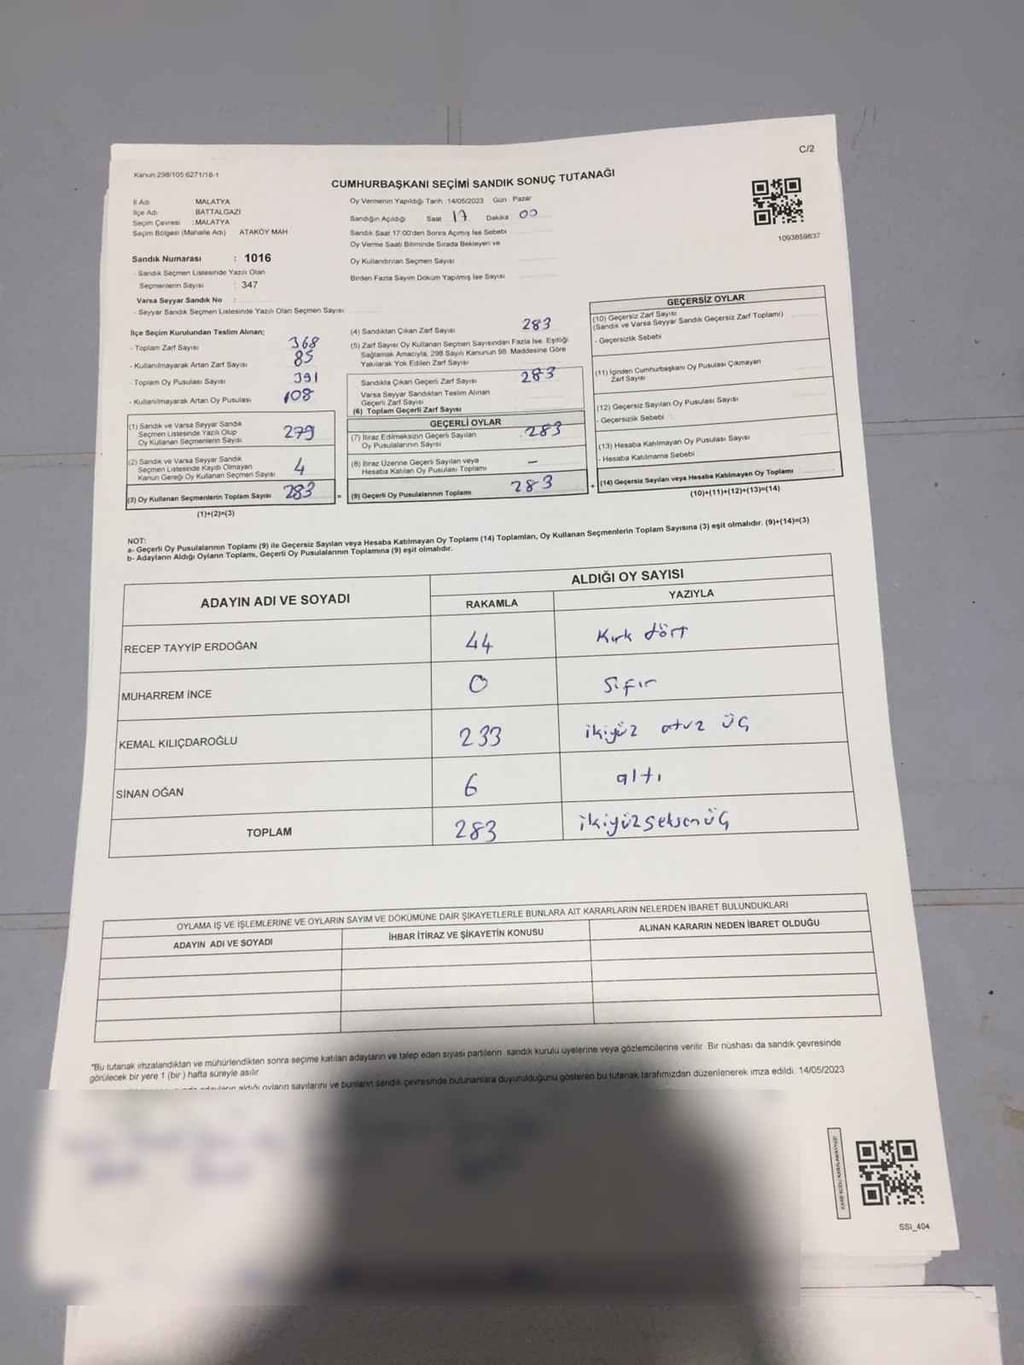 C/2
Kanun:298/105 6271/16-1
CUMHURBAŞKANI SEÇİMİ SANDIK SONUÇ TUTANAĞI
İl Adı MALATYA
İlçe Adı BATTALGAZİ
Seçim Çevresi : MALATYA
Seçim Bölgesi (Mahalle Adı) ATAKÖY MAH
Oy Vermenin Yapıldığı Tarih :14/05/2023 Gün Pazar
Sandığın Açıldığı Saat 17 Dakika 00
Sandık Saat 17:00'den Sonra Açılmış İse Sebebi
Oy Verme Saati Bitiminde Sırada Bekleyen ve
Oy Kullandırılan Seçmen Sayısı
Birden Fazla Sayım Döküm Yapılmış İse Sayısı
1093859837
Sandık Numarası : 1016
- Sandık Seçmen Listesinde Yazılı Olan
Seçmenlerin Sayısı : 347
Varsa Seyyar Sandık No :
- Seyyar Sandık Seçmen Listesinde Yazılı Olan Seçmen Sayısı
İlçe Seçim Kurulundan Teslim Alınan;
- Toplam Zarf Sayısı 368
- Kullanılmayarak Artan Zarf Sayısı 85
- Toplam Oy Pusulası Sayısı 391
- Kullanılmayarak Artan Oy Pusulası 108
(1) Sandık ve Varsa Seyyar Sandık
Seçmen Listesinde Yazılı Olup
Oy Kullanan Seçmenlerin Sayısı 279
(2) Sandık ve Varsa Seyyar Sandık
Seçmen Listesinde Kaydı Olmayan
Kanun Gereği Oy Kullanan Seçmen Sayısı 4
(3) Oy Kullanan Seçmenlerin Toplam Sayısı 283
(1)+(2)=(3)
(4) Sandıktan Çıkan Zarf Sayısı 283
(5) Zarf Sayısı Oy Kullanan Seçmen Sayısından Fazla İse, Eşitliği
Sağlamak Amacıyla, 298 Sayılı Kanunun 98. Maddesine Göre
Yakılarak Yok Edilen Zarf Sayısı
Sandıkta Çıkan Geçerli Zarf Sayısı 283
Varsa Seyyar Sandıktan Teslim Alınan
Geçerli Zarf Sayısı
(6) Toplam Geçerli Zarf Sayısı
GEÇERLİ OYLAR
(7) İtiraz Edilmeksizin Geçerli Sayılan
Oy Pusulalarının Sayısı 283
(8) İtiraz Üzerine Geçerli Sayılan veya
Hesaba Katılan Oy Pusulası Toplamı –
= (9) Geçerli Oy Pusulalarının Toplamı 283
GEÇERSİZ OYLAR
(10) Geçersiz Zarf Sayısı
(Sandık ve Varsa Seyyar Sandık Geçersiz Zarf Toplamı)
- Geçersizlik Sebebi
(11) İçinden Cumhurbaşkanı Oy Pusulası Çıkmayan
Zarf Sayısı
(12) Geçersiz Sayılan Oy Pusulası Sayısı
- Geçersizlik Sebebi
(13) Hesaba Katılmayan Oy Pusulası Sayısı
- Hesaba Katılmama Sebebi
+ (14) Geçersiz Sayılan veya Hesaba Katılmayan Oy Toplamı
(10)+(11)+(12)+(13)=(14)
NOT:
a- Geçerli Oy Pusulalarının Toplamı (9) ile Geçersiz Sayılan veya Hesaba Katılmayan Oy Toplamı (14) Toplamları, Oy Kullanan Seçmenlerin Toplam Sayısına (3) eşit olmalıdır. (9)+(14)=(3)
b- Adayların Aldığı Oyların Toplamı, Geçerli Oy Pusulalarının Toplamına (9) eşit olmalıdır.
ADAYIN ADI VE SOYADI
ALDIĞI OY SAYISI
RAKAMLA YAZIYLA
RECEP TAYYİP ERDOĞAN 44 Kırk dört
MUHARREM İNCE 0 Sıfır
KEMAL KILIÇDAROĞLU 233 ikiyüz otuz üç
SİNAN OĞAN 6 altı
TOPLAM 283 ikiyüzseksenüç
OYLAMA İŞ VE İŞLEMLERİNE VE OYLARIN SAYIM VE DÖKÜMÜNE DAİR ŞİKAYETLERLE BUNLARA AİT KARARLARIN NELERDEN İBARET BULUNDUKLARI
ADAYIN ADI VE SOYADI İHBAR İTİRAZ VE ŞİKAYETİN KONUSU ALINAN KARARIN NEDEN İBARET OLDUĞU
"Bu tutanak imzalandıktan ve mühürlendikten sonra seçime katılan adayların ve talep eden siyasi partilerin sandık kurulu üyelerine veya gözlemcilerine verilir. Bir nüshası da sandık çevresinde
görülecek bir yere 1 (bir) hafta süreyle asılır
aldığı oyların sayılarını ve bunların sandık çevresinde bulunanlara duyurulduğunu gösteren bu tutanak tarafımızdan düzenlenerek imza edildi. 14/05/2023
SSI_404